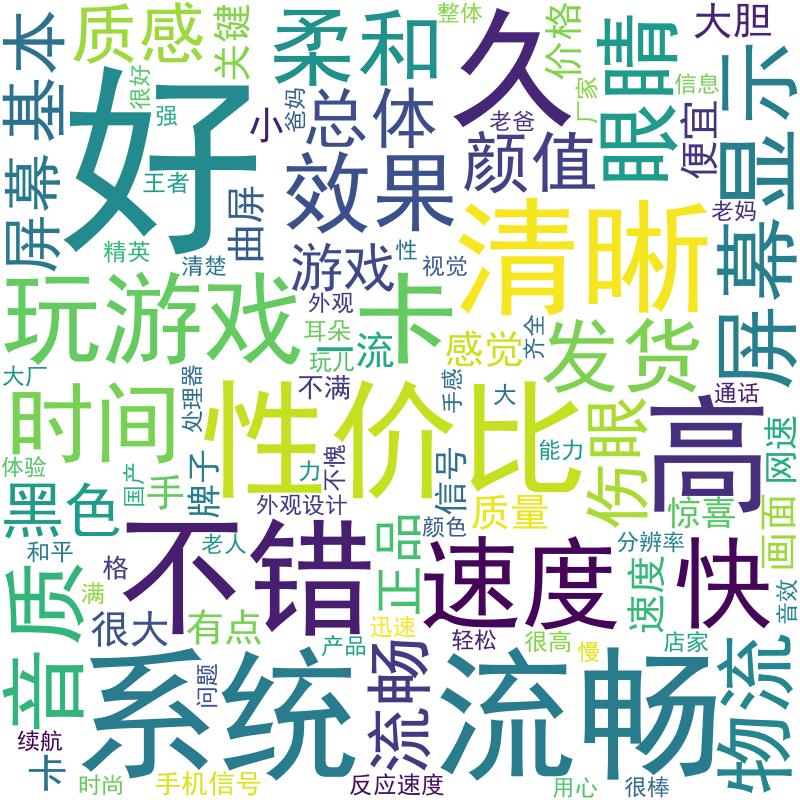 质感
关键
柔和
整体
久
价格
眼睛
大胆
基本
好
很好
强
小
爸妈
总体
老爸
颜值
厂家
信息
便宜
显示
屏幕
王者
效果
曲屏
清晰
老妈
屏幕
精英
清楚
游戏
性
视觉
玩游戏
外观
卡
耳朵
玩儿
一流
感觉
齐全
发货
大厂
时间
处理器
不满
性价比
手感
大
伤眼
高
通话
网速
体验
国产
手
牌子
力
不愧
信号
能力
黑色
外观设计
颜色
质量
惊喜
画面
和平
老人
不错
正品
速度
快
分辨率
格
满
音质
很大
有点
产品
迅速
轻松
很高
慢
速度
店家
音效
系统
问题
流畅
流畅
物流
续航
卡
时尚
手机信号
反应速度
用心
很棒